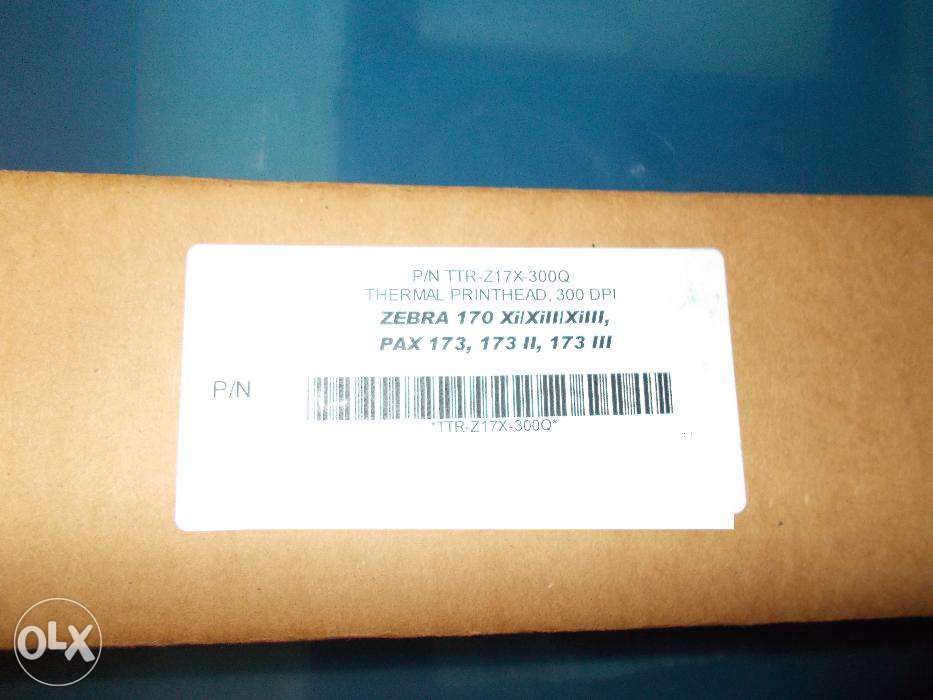 P/N TTR-Z17X-300Q
THERMAL PRINTHEAD, 300 DPI
ZEBRA 170 Xi/XiII/XiIII,
PAX 173, 173 II, 173 III
P/N
*TTR-Z17X-300Q*
OLX